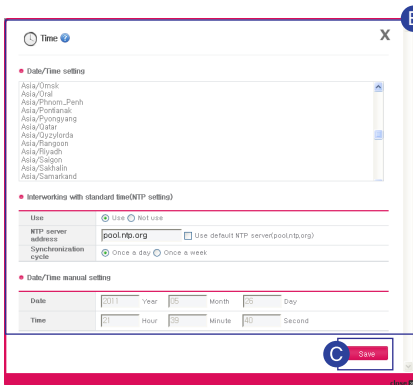 Time ?
X
Date/Time setting
Asia/Omsk
Asia/Oral
Asia/Phnom_Penh
Asia/Pontianak
Asia/Pyongyang
Asia/Qatar
Asia/Qyzylorda
Asia/Rangoon
Asia/Riyadh
Asia/Saigon
Asia/Sakhalin
Asia/Samarkand
Interworking with standard time(NTP setting)
Use Use Not use
NTP server address pool.ntp.org Use default NTP server(pool,ntp,org)
Synchronization cycle Once a day Once a week
Date/Time manual setting
Date 2011 Year 05 Month 26 Day
Time 21 Hour 39 Minute 40 Second
C Save